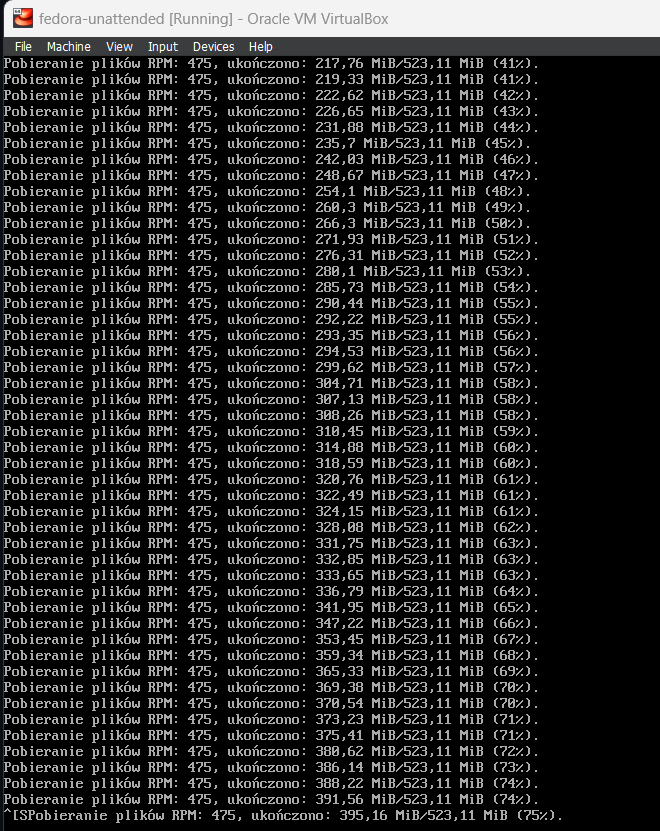 fedora-unattended [Running] - Oracle VM VirtualBox
File Machine View Input Devices Help
Pobieranie plików RPM: 475, ukończono: 217,76 MiB/523,11 MiB (41%).
Pobieranie plików RPM: 475, ukończono: 219,33 MiB/523,11 MiB (41%).
Pobieranie plików RPM: 475, ukończono: 222,62 MiB/523,11 MiB (42%).
Pobieranie plików RPM: 475, ukończono: 226,65 MiB/523,11 MiB (43%).
Pobieranie plików RPM: 475, ukończono: 231,88 MiB/523,11 MiB (44%).
Pobieranie plików RPM: 475, ukończono: 235,7 MiB/523,11 MiB (45%).
Pobieranie plików RPM: 475, ukończono: 242,03 MiB/523,11 MiB (46%).
Pobieranie plików RPM: 475, ukończono: 248,67 MiB/523,11 MiB (47%).
Pobieranie plików RPM: 475, ukończono: 254,1 MiB/523,11 MiB (48%).
Pobieranie plików RPM: 475, ukończono: 260,3 MiB/523,11 MiB (49%).
Pobieranie plików RPM: 475, ukończono: 266,3 MiB/523,11 MiB (50%).
Pobieranie plików RPM: 475, ukończono: 271,93 MiB/523,11 MiB (51%).
Pobieranie plików RPM: 475, ukończono: 276,31 MiB/523,11 MiB (52%).
Pobieranie plików RPM: 475, ukończono: 280,1 MiB/523,11 MiB (53%).
Pobieranie plików RPM: 475, ukończono: 285,73 MiB/523,11 MiB (54%).
Pobieranie plików RPM: 475, ukończono: 290,44 MiB/523,11 MiB (55%).
Pobieranie plików RPM: 475, ukończono: 292,22 MiB/523,11 MiB (55%).
Pobieranie plików RPM: 475, ukończono: 293,35 MiB/523,11 MiB (56%).
Pobieranie plików RPM: 475, ukończono: 294,53 MiB/523,11 MiB (56%).
Pobieranie plików RPM: 475, ukończono: 299,62 MiB/523,11 MiB (57%).
Pobieranie plików RPM: 475, ukończono: 304,71 MiB/523,11 MiB (58%).
Pobieranie plików RPM: 475, ukończono: 307,13 MiB/523,11 MiB (58%).
Pobieranie plików RPM: 475, ukończono: 308,26 MiB/523,11 MiB (58%).
Pobieranie plików RPM: 475, ukończono: 310,45 MiB/523,11 MiB (59%).
Pobieranie plików RPM: 475, ukończono: 314,88 MiB/523,11 MiB (60%).
Pobieranie plików RPM: 475, ukończono: 318,59 MiB/523,11 MiB (60%).
Pobieranie plików RPM: 475, ukończono: 320,76 MiB/523,11 MiB (61%).
Pobieranie plików RPM: 475, ukończono: 322,49 MiB/523,11 MiB (61%).
Pobieranie plików RPM: 475, ukończono: 324,15 MiB/523,11 MiB (61%).
Pobieranie plików RPM: 475, ukończono: 328,08 MiB/523,11 MiB (62%).
Pobieranie plików RPM: 475, ukończono: 331,75 MiB/523,11 MiB (63%).
Pobieranie plików RPM: 475, ukończono: 332,85 MiB/523,11 MiB (63%).
Pobieranie plików RPM: 475, ukończono: 333,65 MiB/523,11 MiB (63%).
Pobieranie plików RPM: 475, ukończono: 336,79 MiB/523,11 MiB (64%).
Pobieranie plików RPM: 475, ukończono: 341,95 MiB/523,11 MiB (65%).
Pobieranie plików RPM: 475, ukończono: 347,22 MiB/523,11 MiB (66%).
Pobieranie plików RPM: 475, ukończono: 353,45 MiB/523,11 MiB (67%).
Pobieranie plików RPM: 475, ukończono: 359,34 MiB/523,11 MiB (68%).
Pobieranie plików RPM: 475, ukończono: 365,33 MiB/523,11 MiB (69%).
Pobieranie plików RPM: 475, ukończono: 369,38 MiB/523,11 MiB (70%).
Pobieranie plików RPM: 475, ukończono: 370,54 MiB/523,11 MiB (70%).
Pobieranie plików RPM: 475, ukończono: 373,23 MiB/523,11 MiB (71%).
Pobieranie plików RPM: 475, ukończono: 375,41 MiB/523,11 MiB (71%).
Pobieranie plików RPM: 475, ukończono: 380,62 MiB/523,11 MiB (72%).
Pobieranie plików RPM: 475, ukończono: 386,14 MiB/523,11 MiB (73%).
Pobieranie plików RPM: 475, ukończono: 388,22 MiB/523,11 MiB (74%).
Pobieranie plików RPM: 475, ukończono: 391,56 MiB/523,11 MiB (74%).
^[SPobieranie plików RPM: 475, ukończono: 395,16 MiB/523,11 MiB (75%).